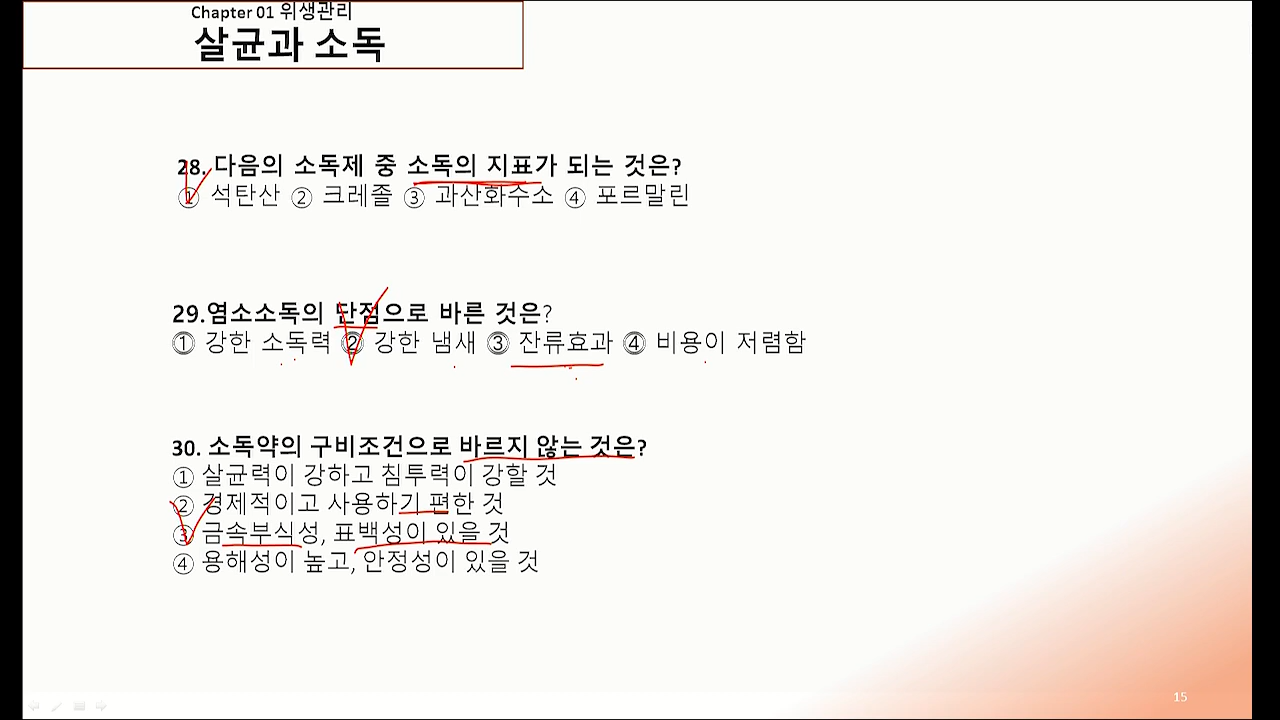 Chapter 01 위생관리
살균과 소독
28. 다음의 소독제 중 소독의 지표가 되는 것은?
① 석탄산 ② 크레졸 ③ 과산화수소 ④ 포르말린
29.염소소독의 단점으로 바른 것은?
① 강한 소독력 ② 강한 냄새 ③ 잔류효과 ④ 비용이 저렴함
30. 소독약의 구비조건으로 바르지 않는 것은?
① 살균력이 강하고 침투력이 강할 것
② 경제적이고 사용하기 편한 것
③ 금속부식성, 표백성이 있을 것
④ 용해성이 높고, 안정성이 있을 것
15